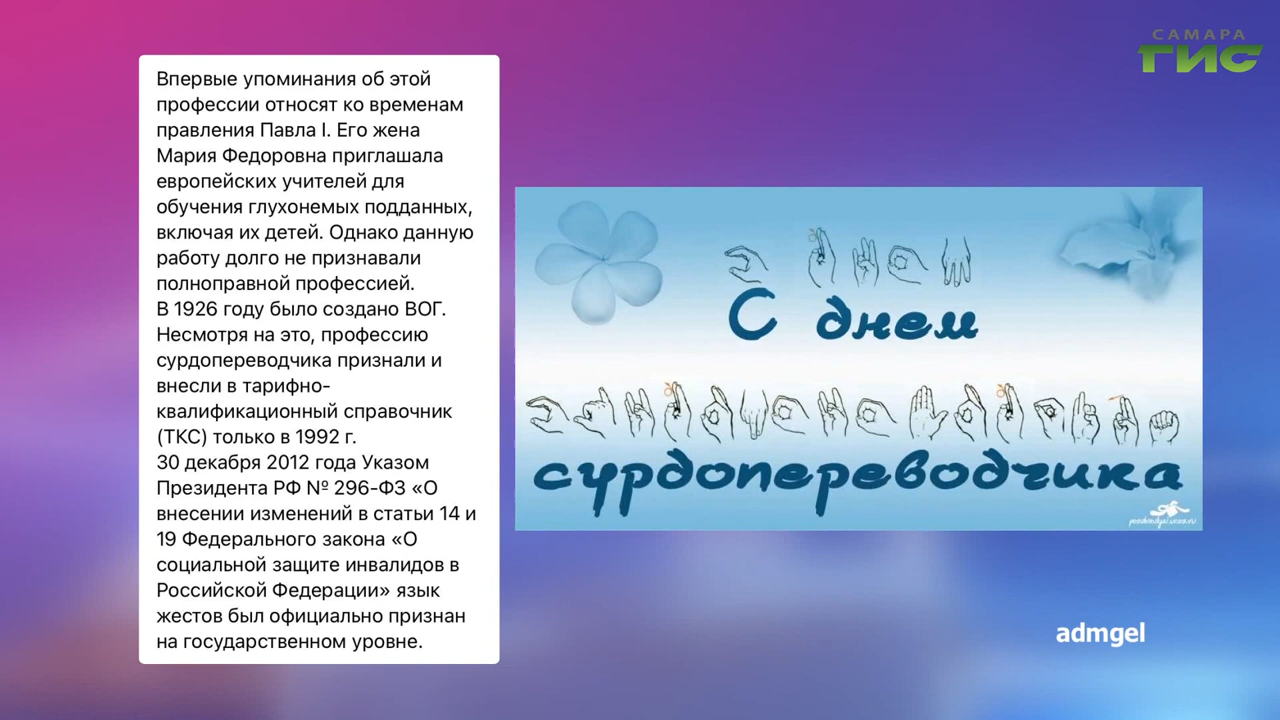 САМАРА
ГИС
Впервые упоминания об этой
профессии относят ко временам
правления Павла I. Его жена
Мария Федоровна приглашала
европейских учителей для
обучения глухонемых подданных,
включая их детей. Однако данную
работу долго не признавали
полноправной профессией.
В 1926 году было создано ВОГ.
Несмотря на это, профессию
сурдопереводчика признали и
внесли в тарифно-
квалификационный справочник
(ТКС) только в 1992 г.
30 декабря 2012 года Указом
Президента РФ № 296-ФЗ «О
внесении изменений в статьи 14 и
19 Федерального закона «О
социальной защите инвалидов в
Российской Федерации» язык
жестов был официально признан
на государственном уровне.
С днем
сурдопереводчика
admgel